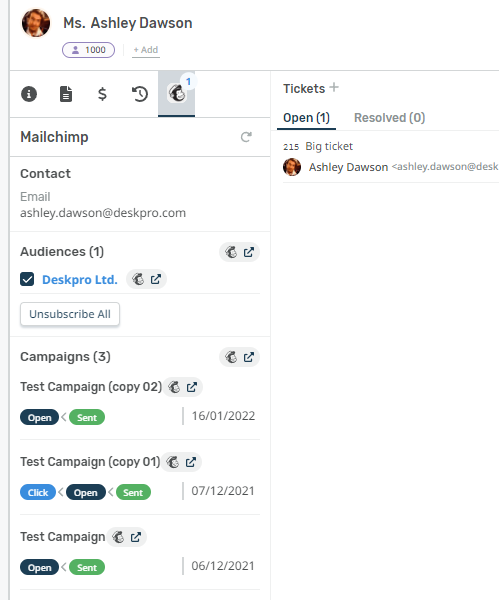 Ms. Ashley Dawson
1000
+ Add
1
Mailchimp
Contact
Email
ashley.dawson@deskpro.com
Audiences (1)
Deskpro Ltd.
Unsubscribe All
Campaigns (3)
Test Campaign (copy 02)
Open < Sent | 16/01/2022
Test Campaign (copy 01)
Click < Open < Sent | 07/12/2021
Test Campaign
Open < Sent | 06/12/2021
Tickets +
Open (1) Resolved (0)
215 Big ticket
Ashley Dawson <ashley.dawson@desk